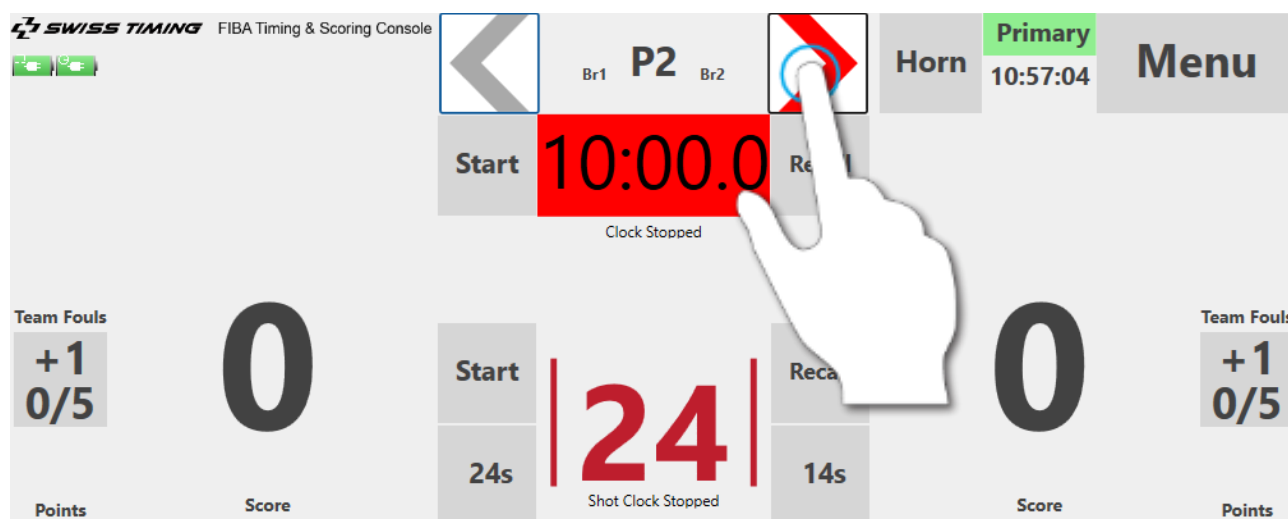 SWISS TIMING FIBA Timing & Scoring Console
Br1 P2 Br2
Horn
Primary
10:57:04
Menu
Start
10:00.0
Clock Stopped
Team Fouls
+1
0/5
0
Start
24
Shot Clock Stopped
24s
14s
0
Team Fouls
+1
0/5
Points
Score
Score
Points